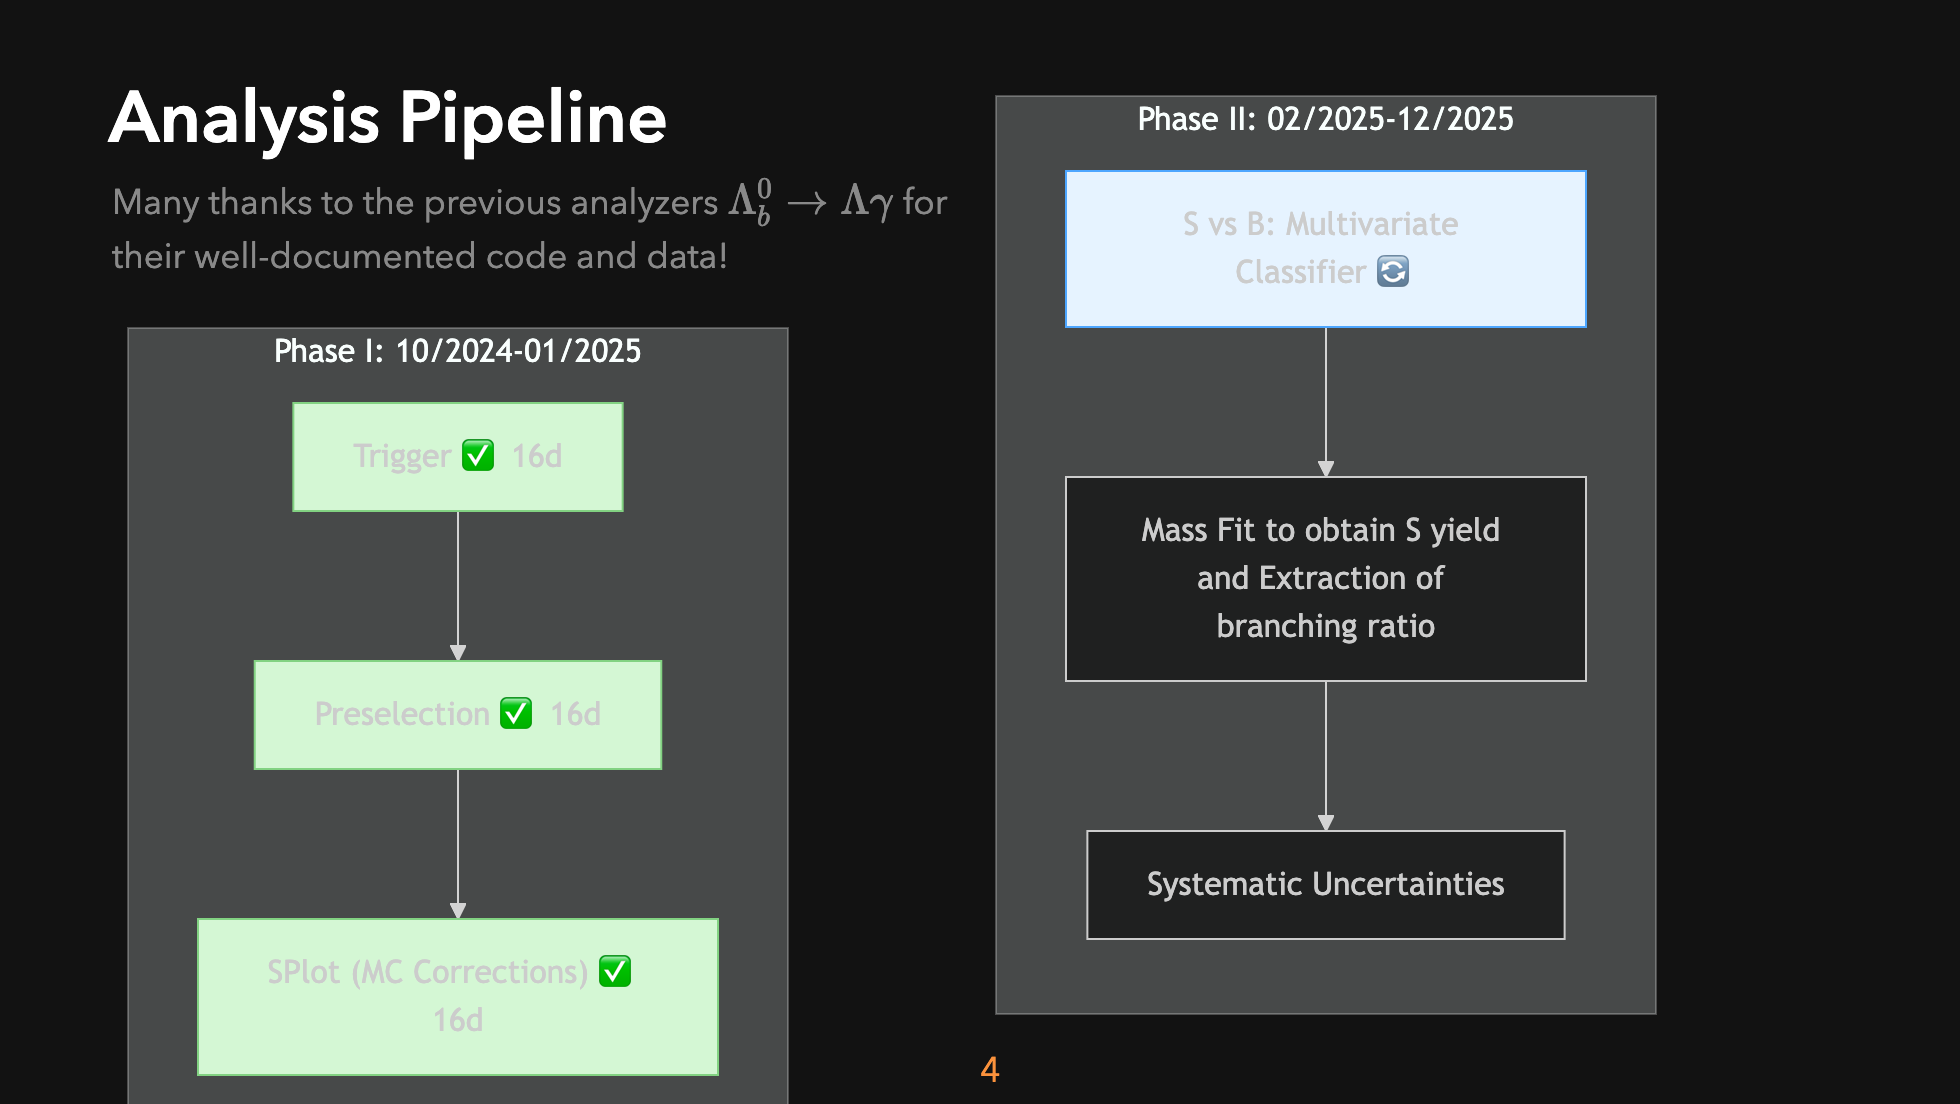 Analysis Pipeline
Many thanks to the previous analyzers Λ_b^0 → Λγ for
their well-documented code and data!
Phase I: 10/2024-01/2025
Trigger ✅ 16d
Preselection ✅ 16d
SPlot (MC Corrections) ✅
16d
Phase II: 02/2025-12/2025
S vs B: Multivariate
Classifier 🔄
Mass Fit to obtain S yield
and Extraction of
branching ratio
Systematic Uncertainties
4